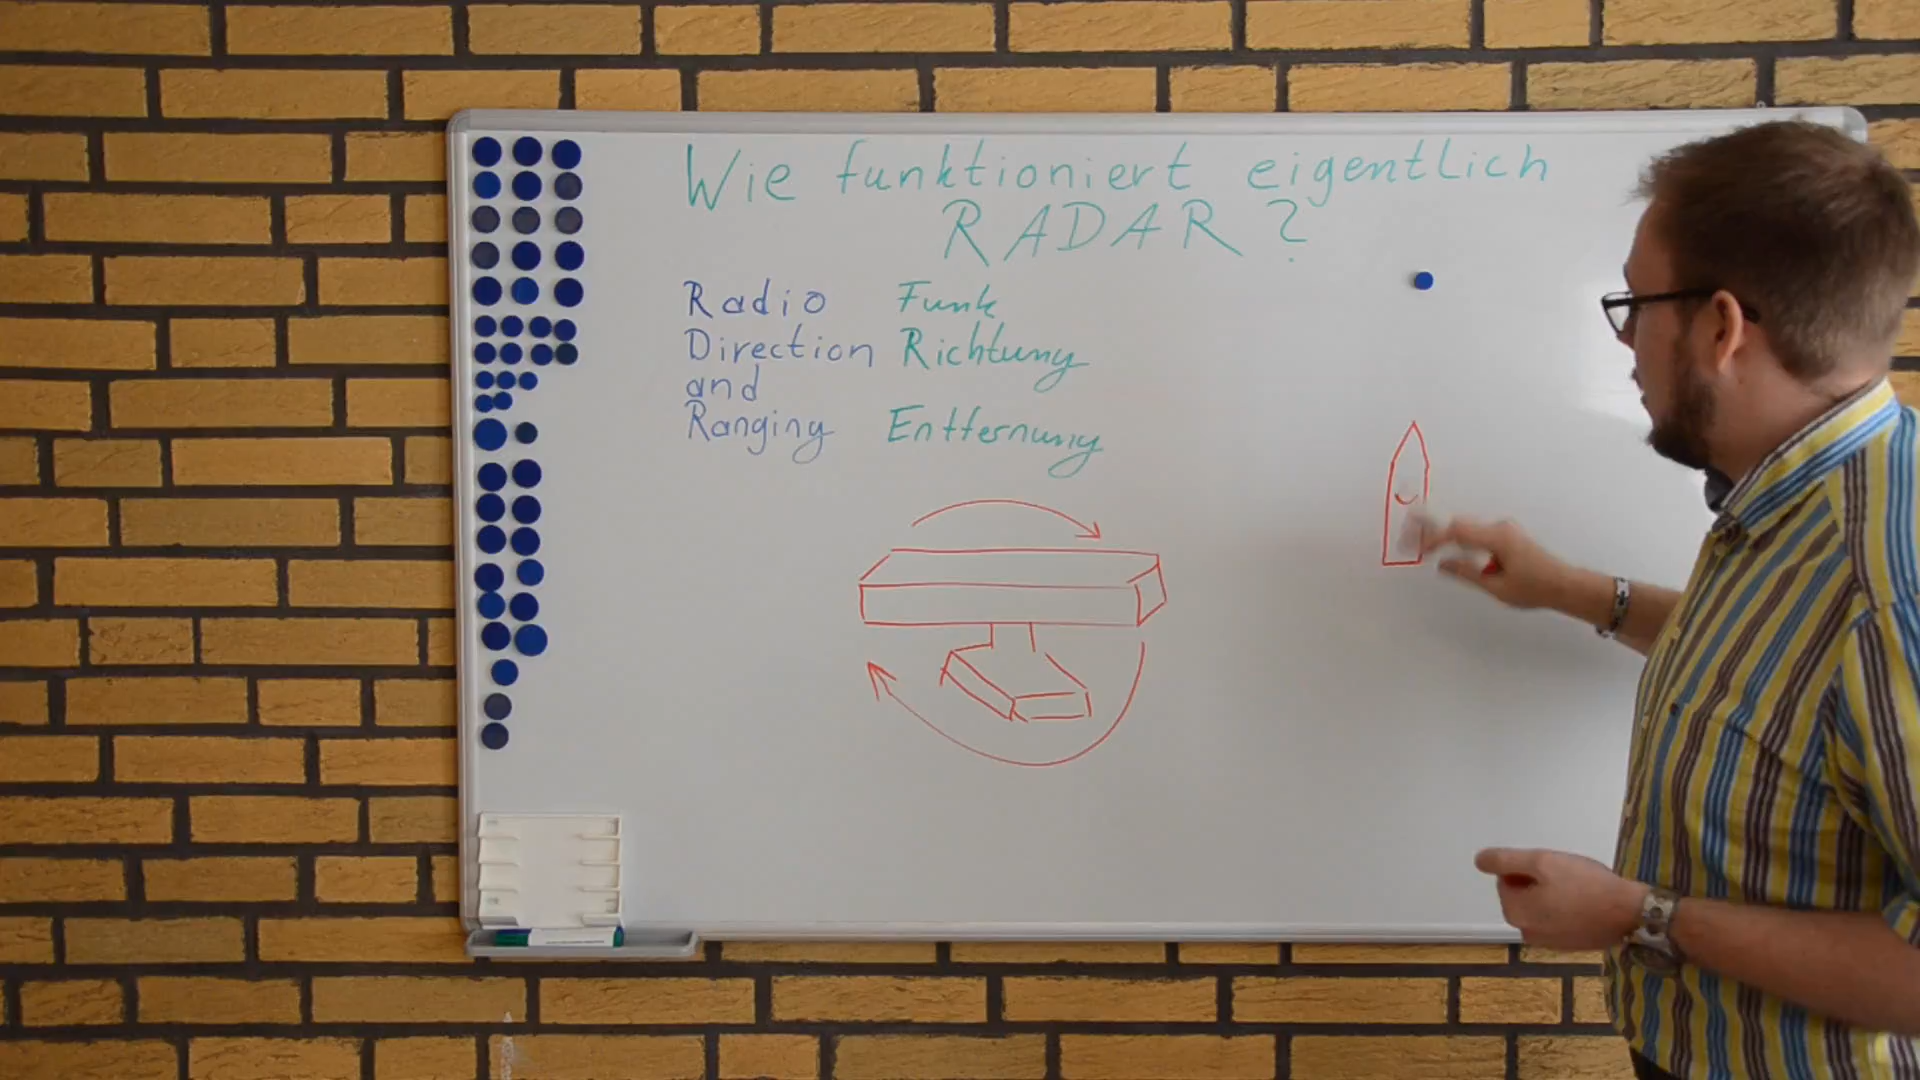 Wie funktioniert eigentlich
RADAR?
Radio Funk
Direction Richtung
and
Ranging Entfernung